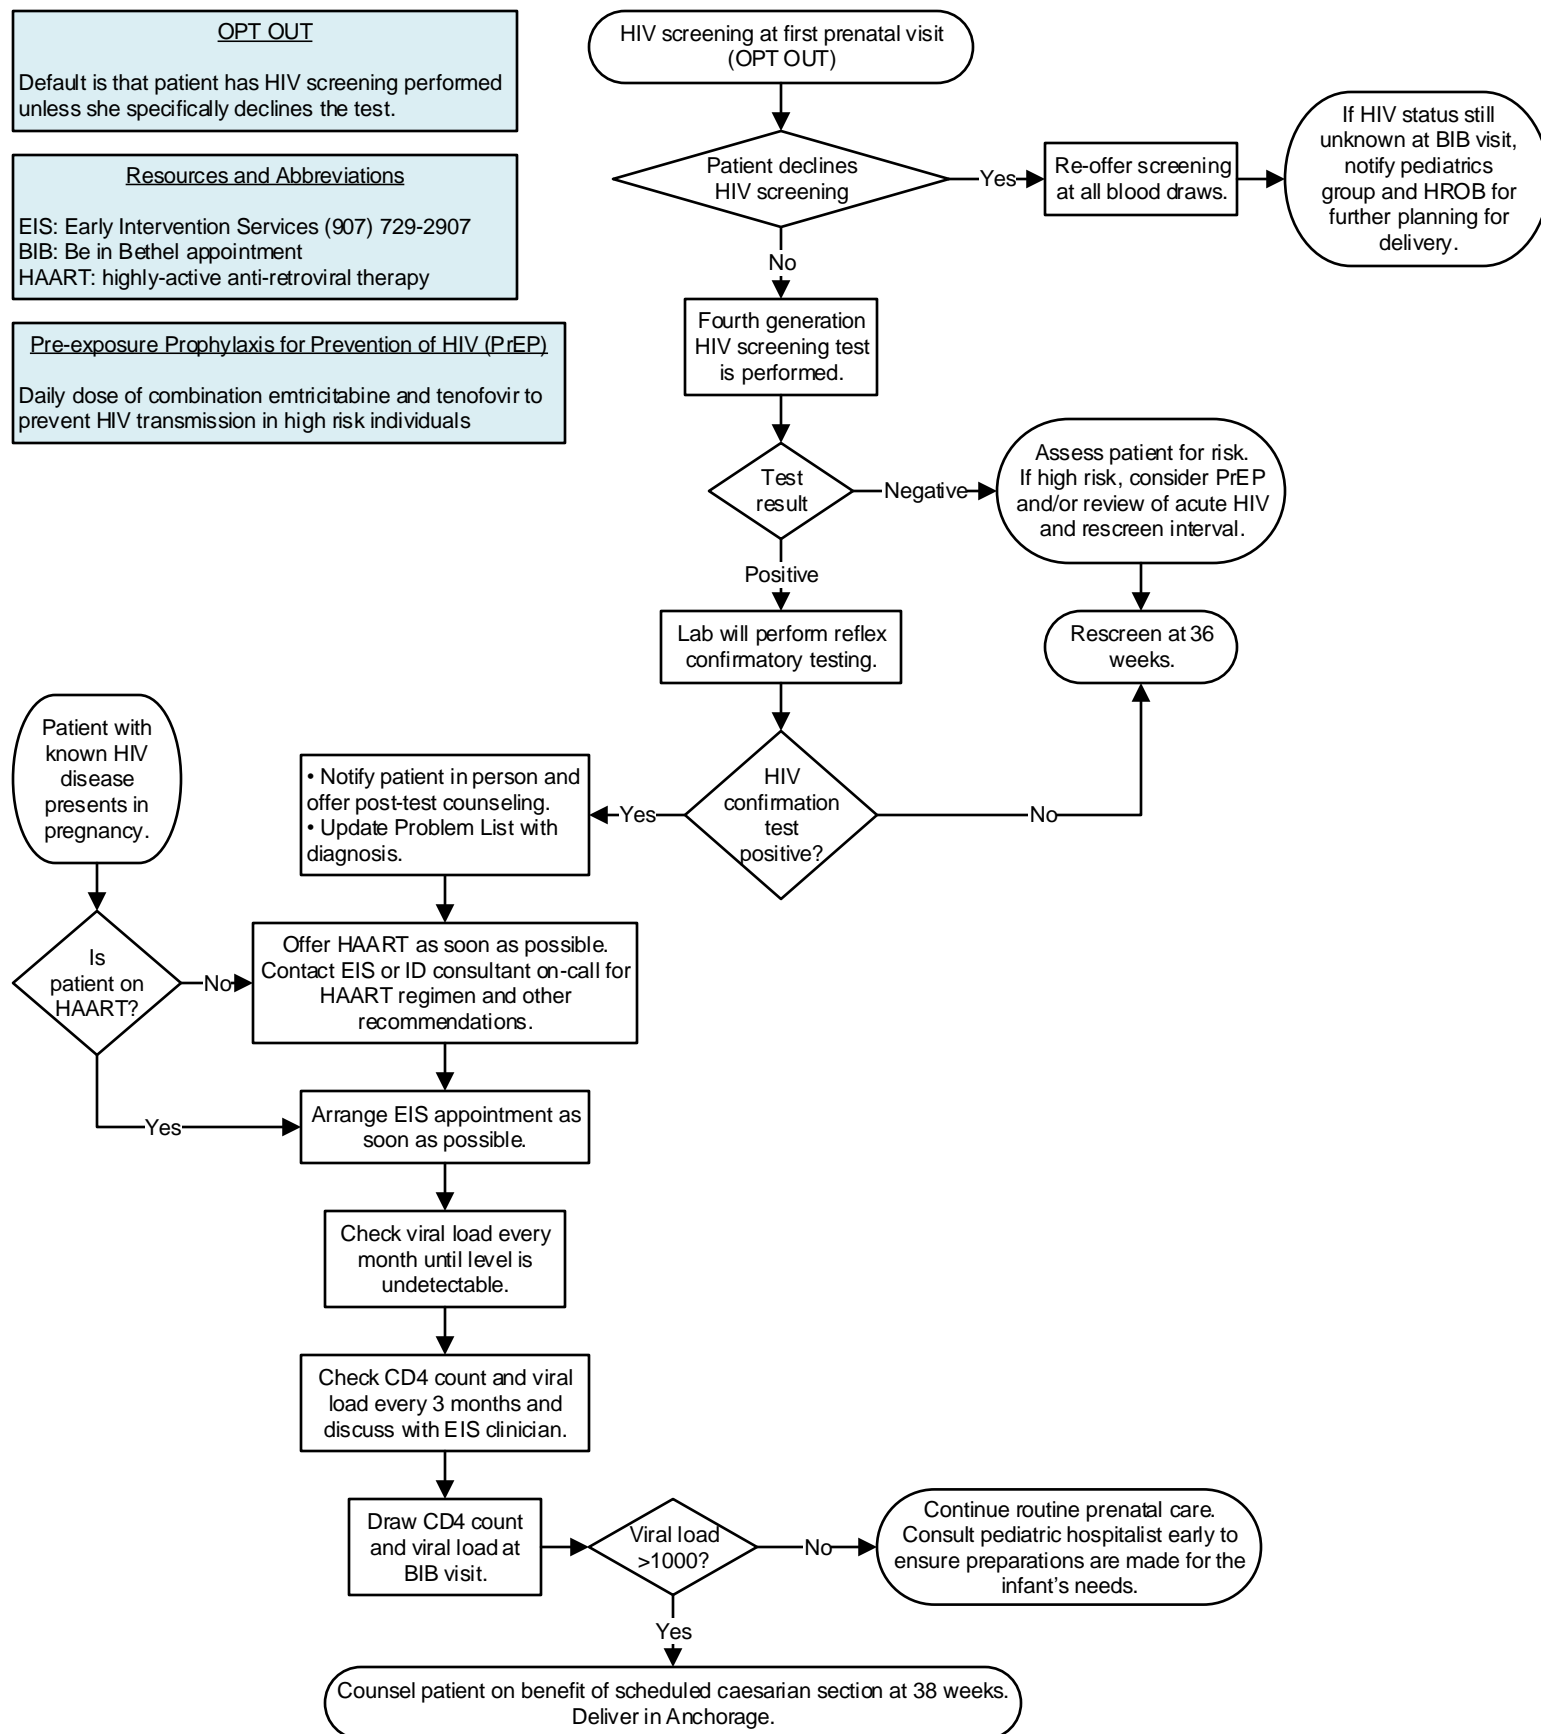 OPT OUT
Default is that patient has HIV screening performed
unless she specifically declines the test.
Resources and Abbreviations
EIS: Early Intervention Services (907) 729-2907
BIB: Be in Bethel appointment
HAART: highly-active anti-retroviral therapy
Pre-exposure Prophylaxis for Prevention of HIV (PrEP)
Daily dose of combination emtricitabine and tenofovir to
prevent HIV transmission in high risk individuals
HIV screening at first prenatal visit
(OPT OUT)
Patient declines
HIV screening
Yes
Re-offer screening
at all blood draws.
If HIV status still
unknown at BIB visit,
notify pediatrics
group and HROB for
further planning for
delivery.
No
Fourth generation
HIV screening test
is performed.
Test
result
Negative
Assess patient for risk.
If high risk, consider PrEP
and/or review of acute HIV
and rescreen interval.
Positive
Lab will perform reflex
confirmatory testing.
Rescreen at 36
weeks.
HIV
confirmation
test
positive?
No
Yes
• Notify patient in person and
offer post-test counseling.
• Update Problem List with
diagnosis.
Patient with
known HIV
disease
presents in
pregnancy.
Is
patient on
HAART?
No
Offer HAART as soon as possible.
Contact EIS or ID consultant on-call for
HAART regimen and other
recommendations.
Yes
Arrange EIS appointment as
soon as possible.
Check viral load every
month until level is
undetectable.
Check CD4 count and viral
load every 3 months and
discuss with EIS clinician.
Draw CD4 count
and viral load at
BIB visit.
Viral load
>1000?
No
Continue routine prenatal care.
Consult pediatric hospitalist early to
ensure preparations are made for the
infant's needs.
Yes
Counsel patient on benefit of scheduled caesarian section at 38 weeks.
Deliver in Anchorage.